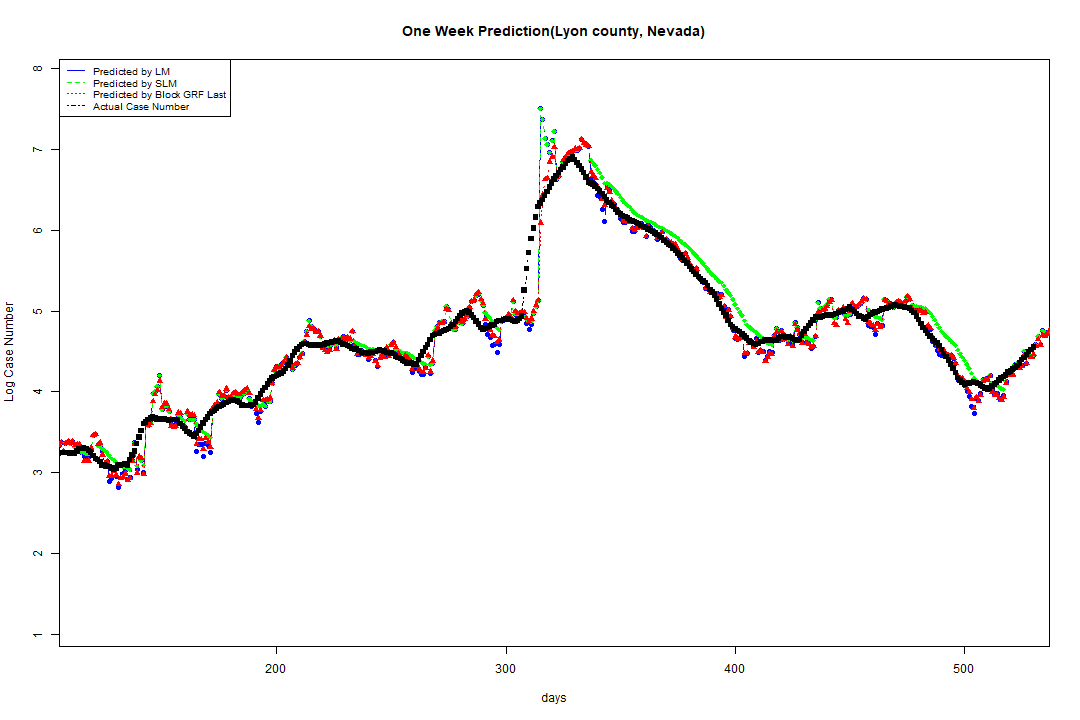 One Week Prediction(Lyon county, Nevada)
Predicted by LM
Predicted by SLM
Predicted by Block GRF Last
Actual Case Number
8
7
6
5
4
3
2
1
Log Case Number
200 300 400 500
days